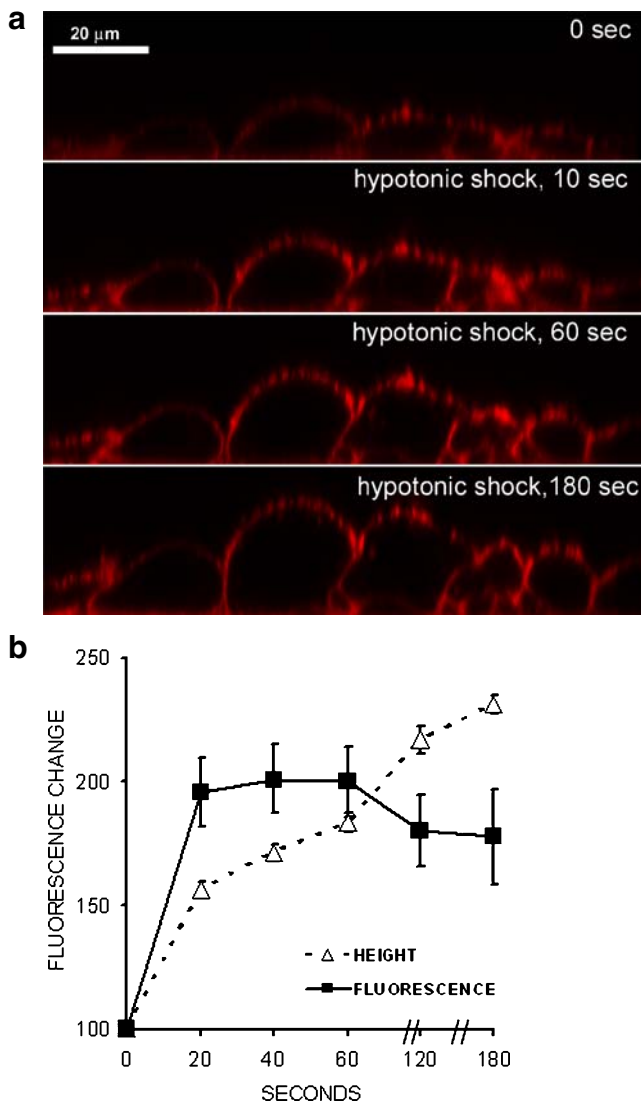 a
20 µm
0 sec
hypotonic shock, 10 sec
hypotonic shock, 60 sec
hypotonic shock,180 sec
b
FLUORESCENCE CHANGE
250
200
150
100
HEIGHT
FLUORESCENCE
0 20 40 60 120 180
SECONDS